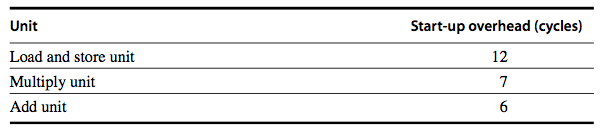 Unit Start-up overhead (cycles)
Load and store unit 12
Multiply unit 7
Add unit 6